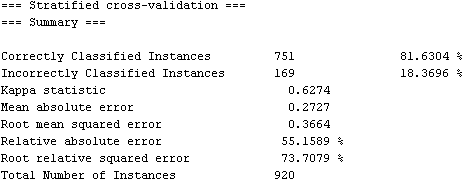 === Stratified cross-validation ===
=== Summary ===
Correctly Classified Instances 751 81.6304 %
Incorrectly Classified Instances 169 18.3696 %
Kappa statistic 0.6274
Mean absolute error 0.2727
Root mean squared error 0.3664
Relative absolute error 55.1589 %
Root relative squared error 73.7079 %
Total Number of Instances 920